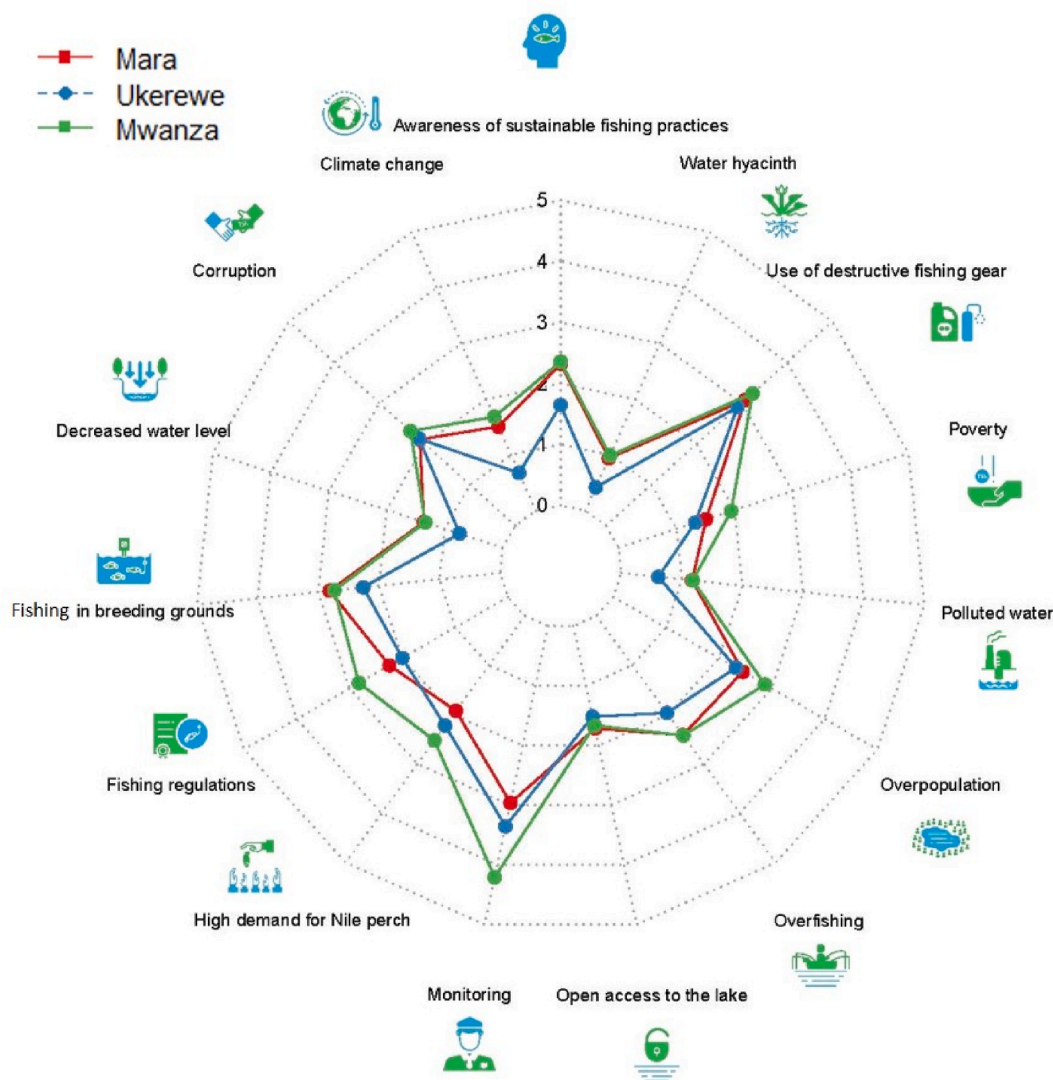 Mara
Ukerewe
Mwanza
Awareness of sustainable fishing practices
Climate change
Water hyacinth
Corruption
Use of destructive fishing gear
Decreased water level
Poverty
Fishing in breeding grounds
Polluted water
Fishing regulations
Overpopulation
High demand for Nile perch
Overfishing
Monitoring
Open access to the lake
5
4
3
2
1
0